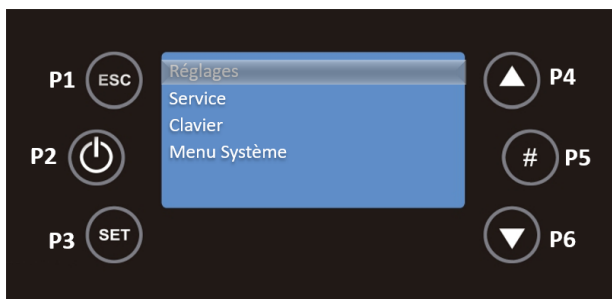 P1 ESC
Réglages
Service
Clavier
Menu Système
P4
P2
# P5
P3 SET
P6